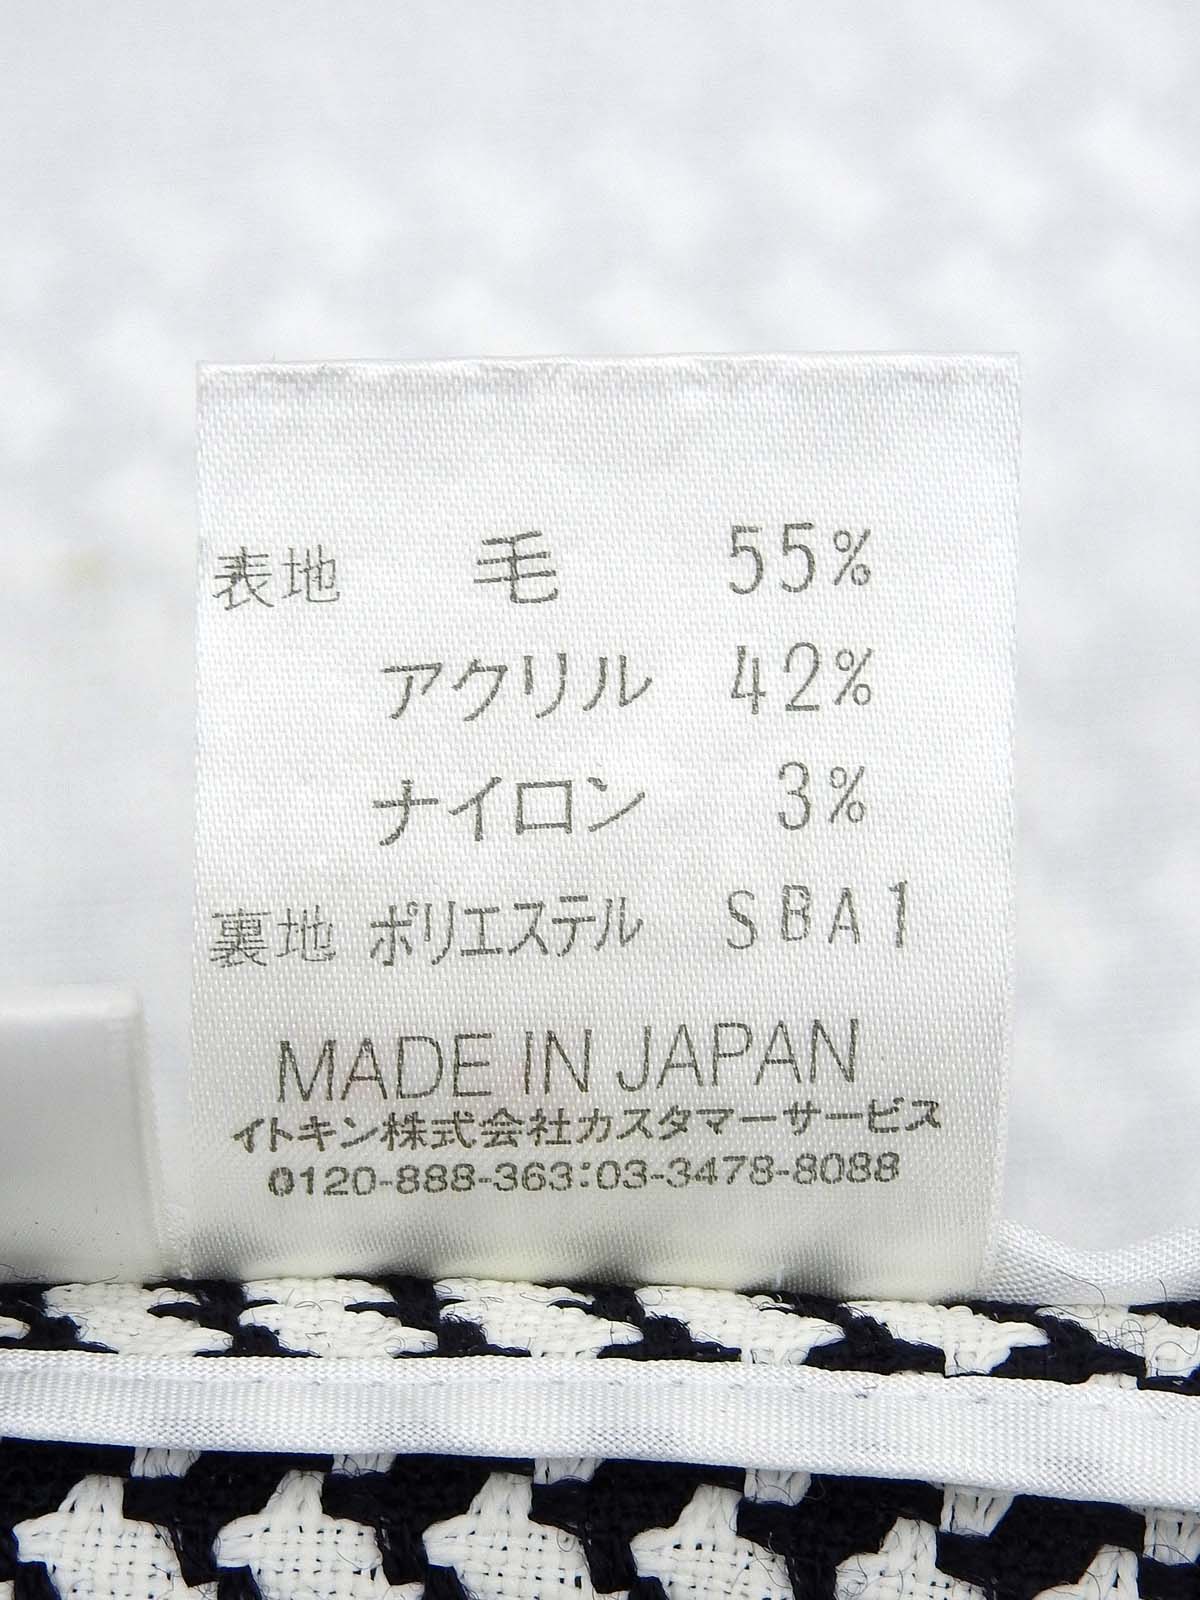 表地 毛 55%
アクリル 42%
ナイロン 3%
裏地 ポリエステル SBA1
MADE IN JAPAN
イトキン株式会社カスタマーサービス
0120-888-363:03-3478-8088